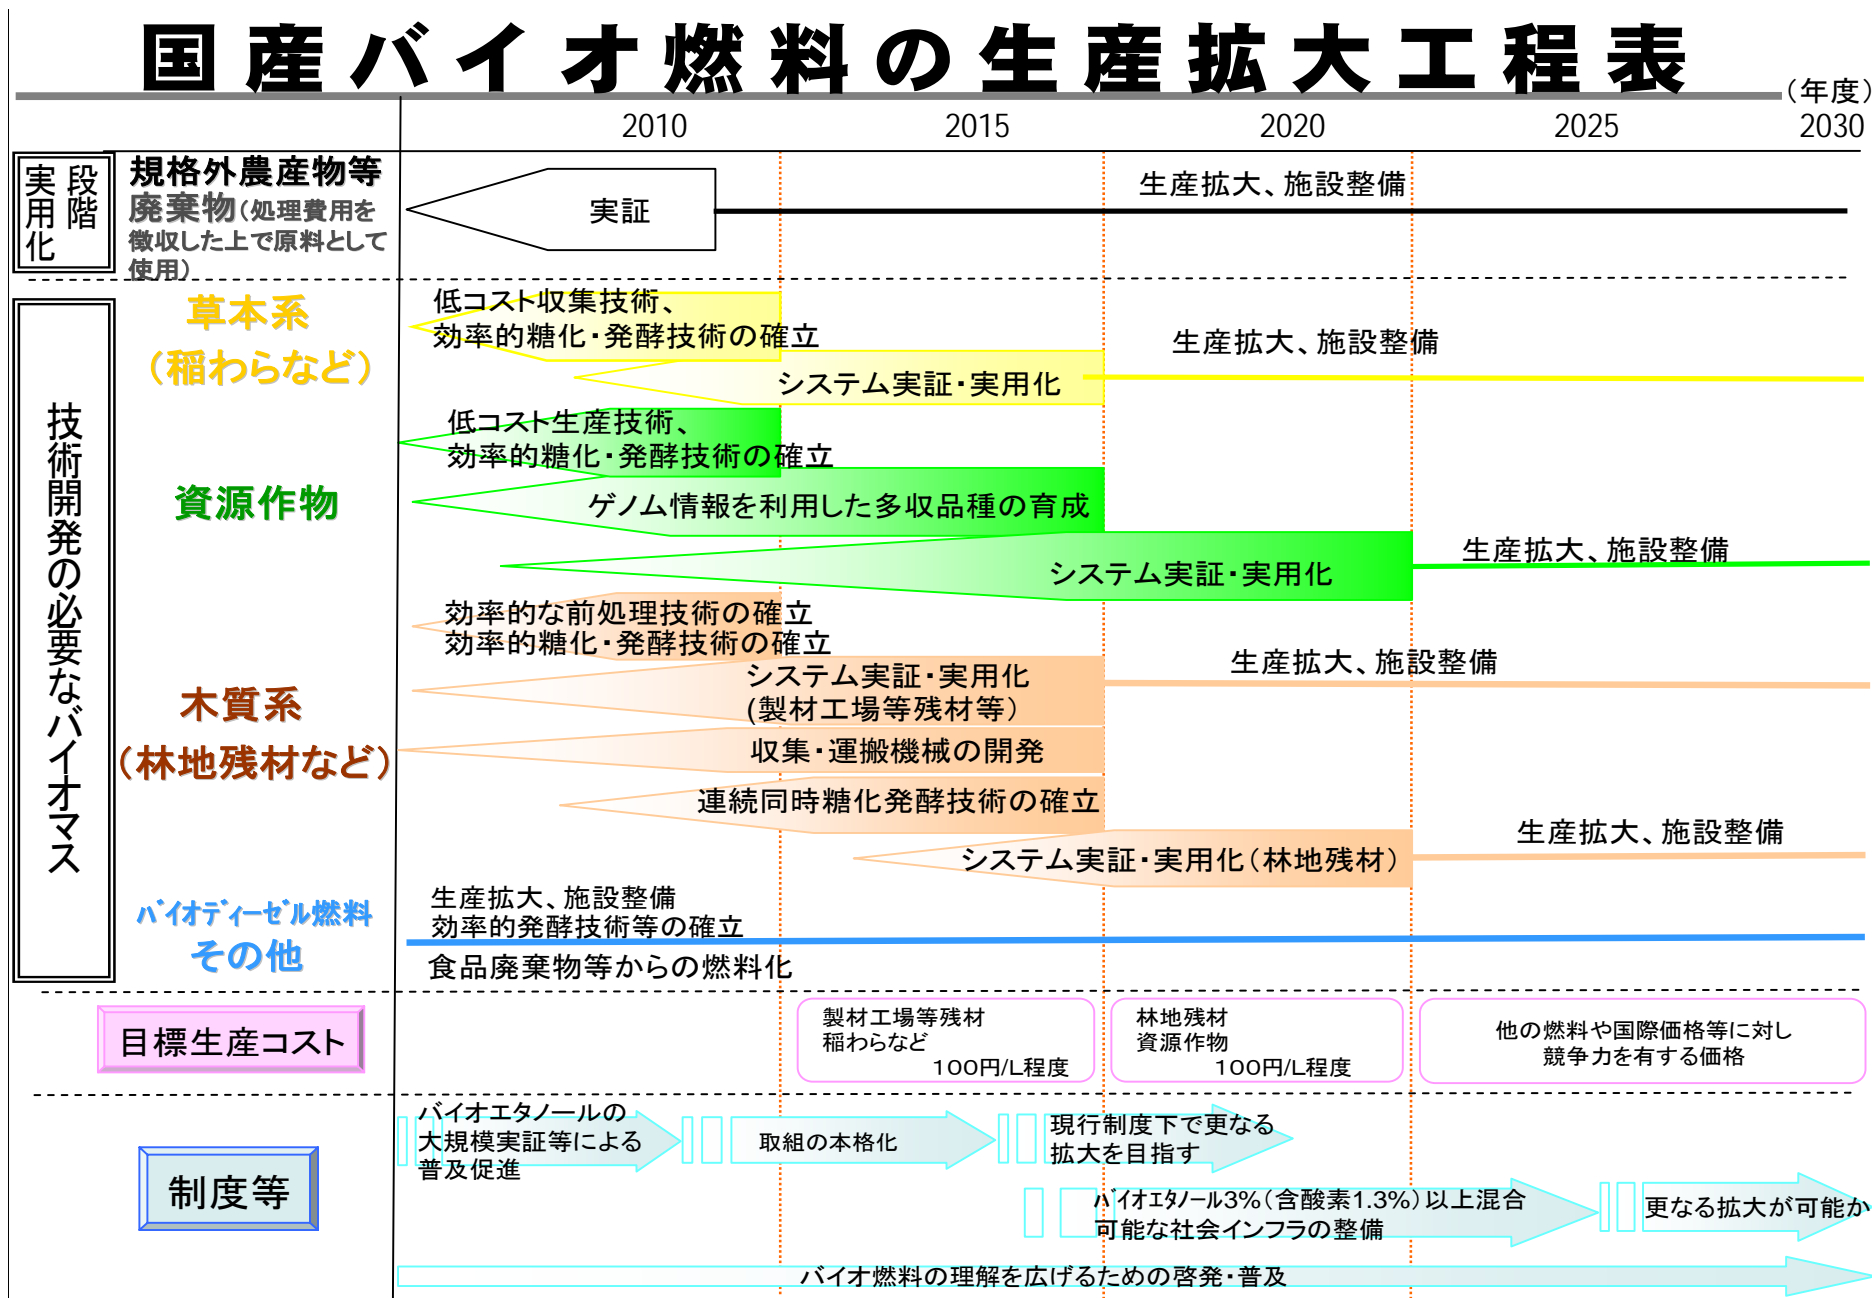 国産バイオ燃料の生産拡大工程表
(年度)
2010 2015 2020 2025 2030
実用化
段階
規格外農産物等
廃棄物(処理費用を
徴収した上で原料として
使用)
実証
生産拡大、施設整備
技術開発の必要なバイオマス
草本系
(稲わらなど)
低コスト収集技術、
効率的糖化・発酵技術の確立
システム実証・実用化
生産拡大、施設整備
資源作物
低コスト生産技術、
効率的糖化・発酵技術の確立
ゲノム情報を利用した多収品種の育成
システム実証・実用化
生産拡大、施設整備
木質系
(林地残材など)
効率的な前処理技術の確立
効率的糖化・発酵技術の確立
システム実証・実用化
(製材工場等残材等)
生産拡大、施設整備
収集・運搬機械の開発
連続同時糖化発酵技術の確立
システム実証・実用化(林地残材)
生産拡大、施設整備
バイオディーゼル燃料
その他
生産拡大、施設整備
効率的発酵技術等の確立
食品廃棄物等からの燃料化
目標生産コスト
製材工場等残材
稲わらなど
100円/L程度
林地残材
資源作物
100円/L程度
他の燃料や国際価格等に対し
競争力を有する価格
制度等
バイオエタノールの
大規模実証等による
普及促進
取組の本格化
現行制度下で更なる
拡大を目指す
バイオエタノール3%(含酸素1.3%)以上混合
可能な社会インフラの整備
更なる拡大が可能か
バイオ燃料の理解を広げるための啓発・普及